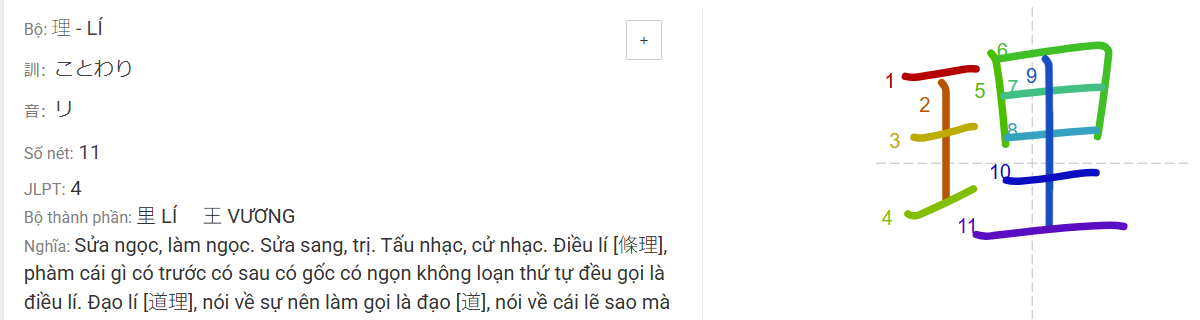 Bộ: 理 - LÍ
+
訓: ことわり
音: リ
Số nét: 11
JLPT: 4
Bộ thành phần: 里 LÍ 王 VƯƠNG
Nghĩa: Sửa ngọc, làm ngọc. Sửa sang, trị. Tấu nhạc, cử nhạc. Điều lí [條理],
phàm cái gì có trước có sau có gốc có ngọn không loạn thứ tự đều gọi là
điều lí. Đạo lí [道理], nói về sự nên làm gọi là đạo [道], nói về cái lẽ sao mà
理
1
2
3
4
5
6
7
8
9
10
11